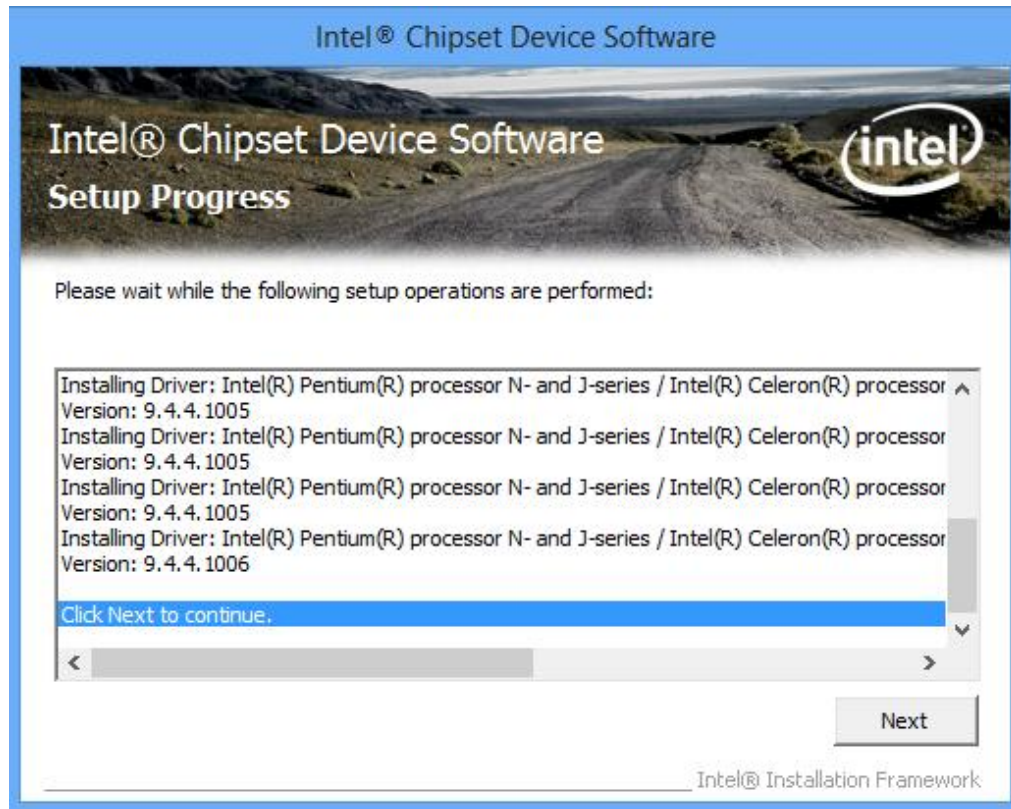 Intel® Chipset Device Software
Intel® Chipset Device Software
intel
Setup Progress
Please wait while the following setup operations are performed:
Installing Driver: Intel(R) Pentium(R) processor N- and J-series / Intel(R) Celeron(R) processor
Version: 9.4.4.1005
Installing Driver: Intel(R) Pentium(R) processor N- and J-series / Intel(R) Celeron(R) processor
Version: 9.4.4.1005
Installing Driver: Intel(R) Pentium(R) processor N- and J-series / Intel(R) Celeron(R) processor
Version: 9.4.4.1005
Installing Driver: Intel(R) Pentium(R) processor N- and J-series / Intel(R) Celeron(R) processor
Version: 9.4.4.1006
Click Next to continue.
Next
Intel® Installation Framework